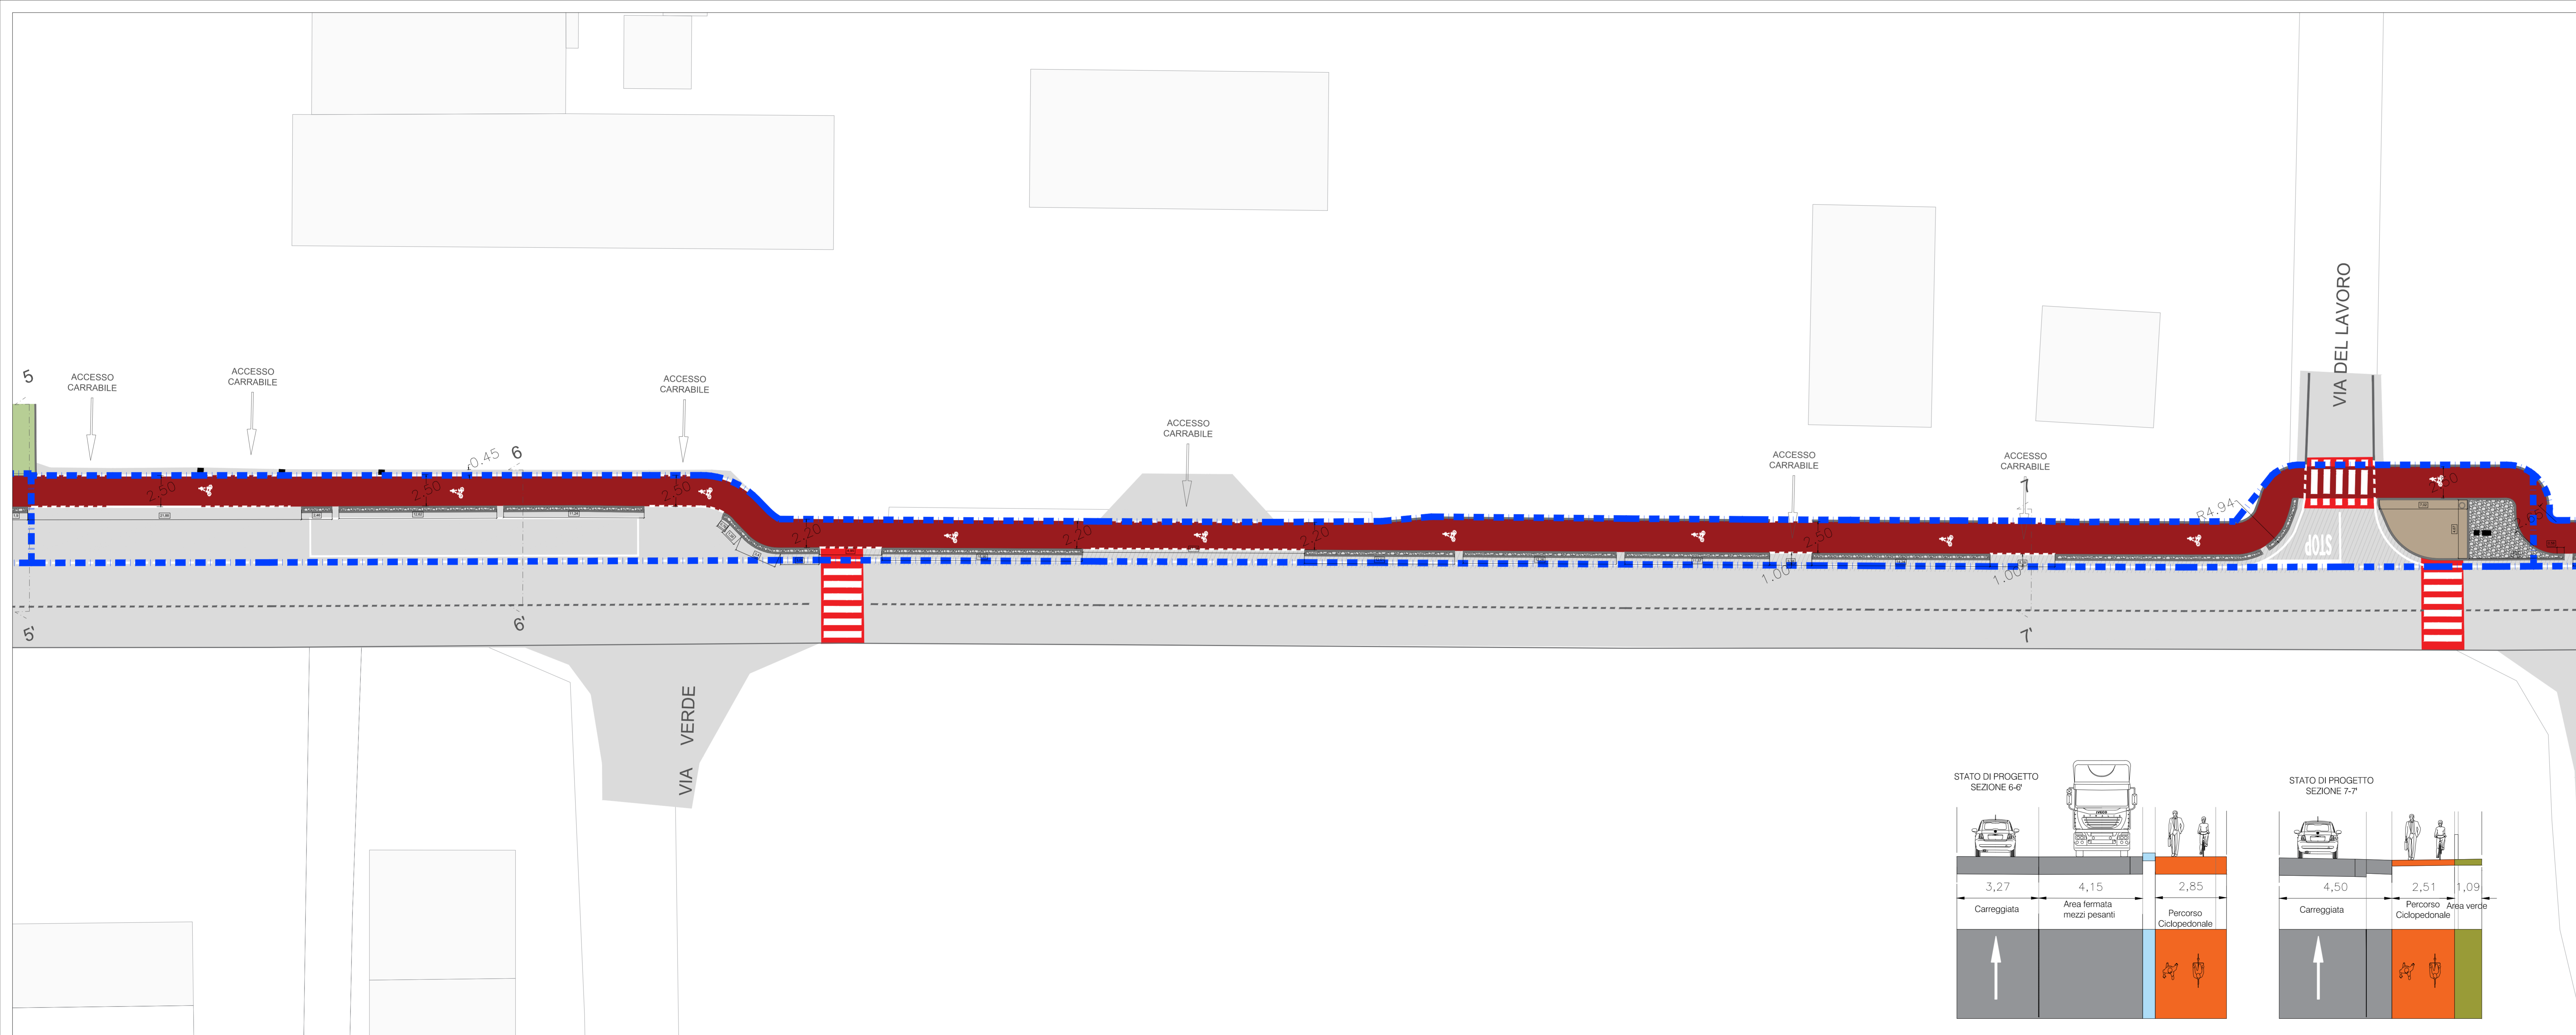 5
ACCESSO
CARRABILE
ACCESSO
CARRABILE
0.45
6
ACCESSO
CARRABILE
ACCESSO
CARRABILE
ACCESSO
CARRABILE
ACCESSO
CARRABILE
7
VIA DEL LAVORO
2,50
2,50
2,50
2,20
2,20
2,20
2,50
1.00
1.00
R4.94
2,50
STOP
5'
6'
7'
VIA VERDE
STATO DI PROGETTO
SEZIONE 6-6'
IVECO
3,27
4,15
2,85
Carreggiata
Area fermata
mezzi pesanti
Percorso
Ciclopedonale
STATO DI PROGETTO
SEZIONE 7-7'
4,50
2,51
1,09
Carreggiata
Percorso
Ciclopedonale
Area verde